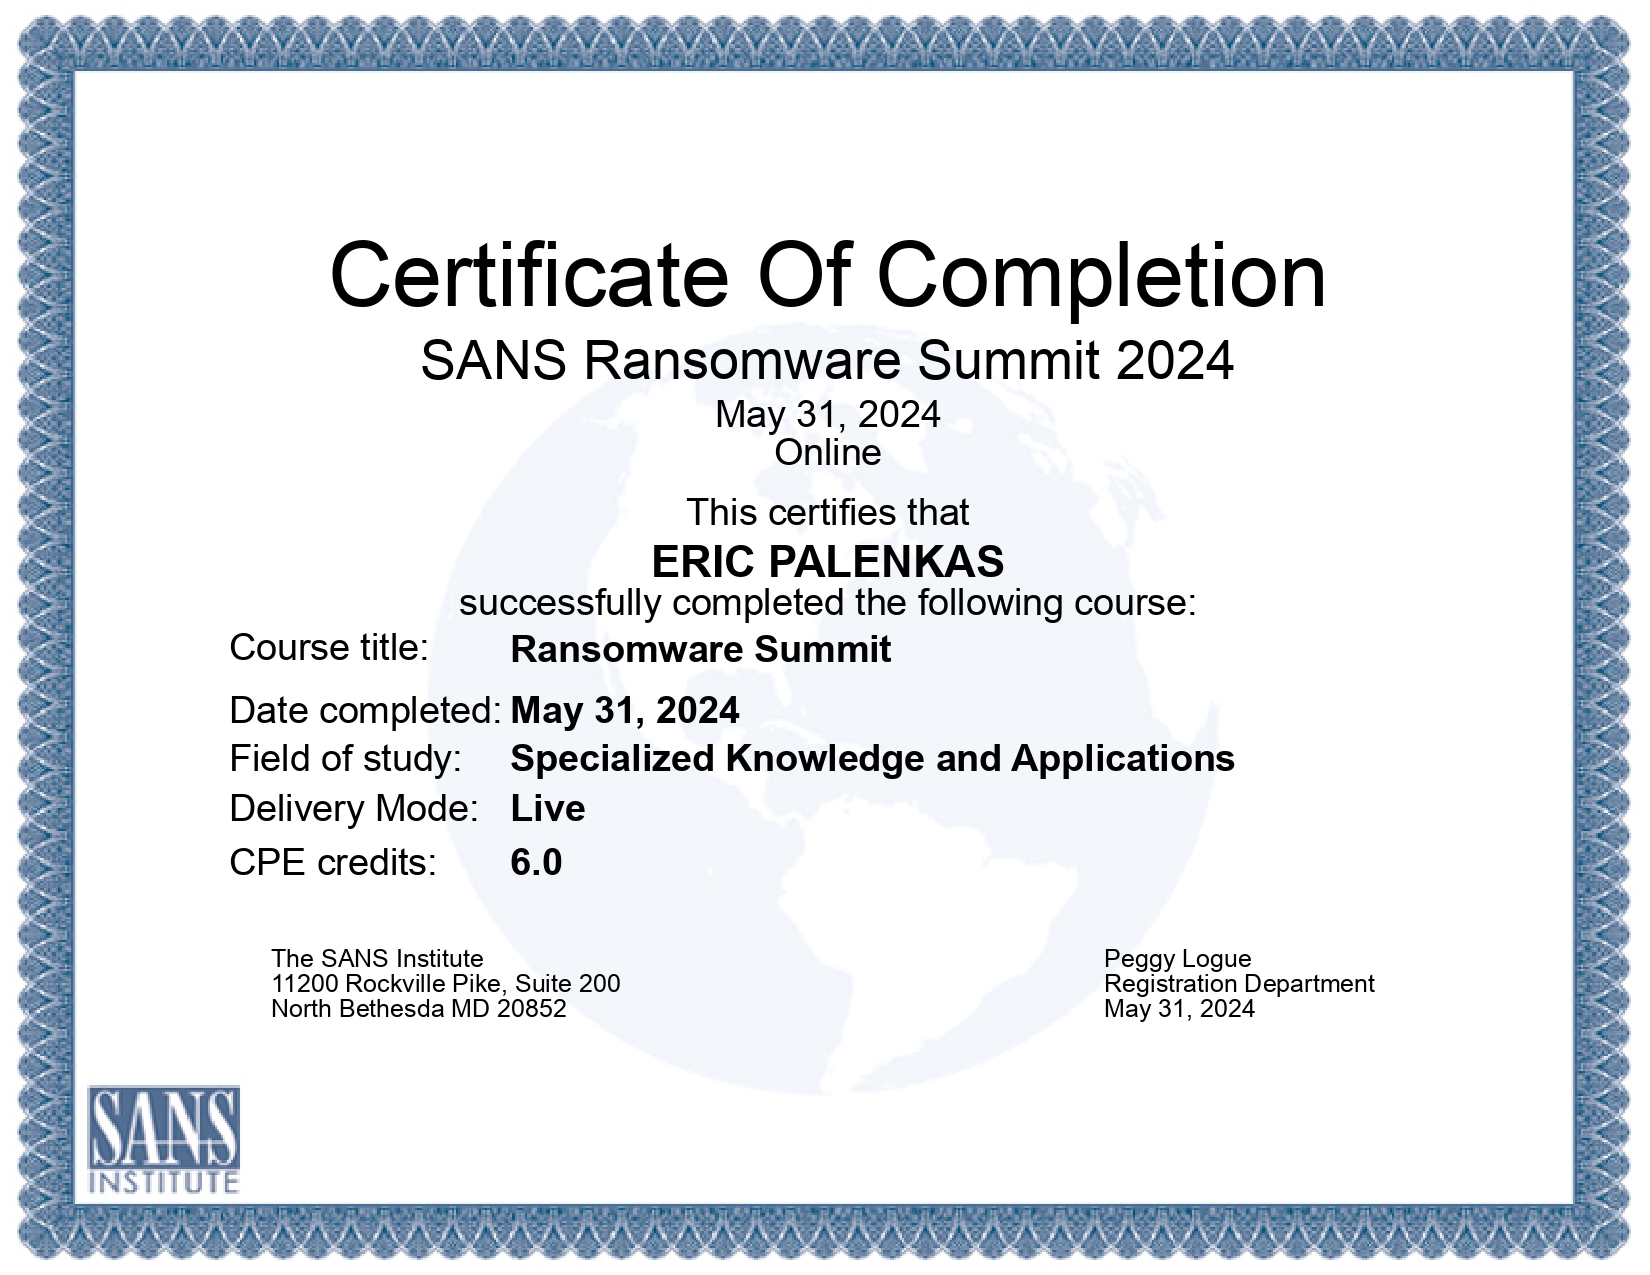 Certificate Of Completion
SANS Ransomware Summit 2024
May 31, 2024
Online
This certifies that
ERIC PALENKAS
successfully completed the following course:
Course title: Ransomware Summit
Date completed: May 31, 2024
Field of study: Specialized Knowledge and Applications
Delivery Mode: Live
CPE credits: 6.0
The SANS Institute
11200 Rockville Pike, Suite 200
North Bethesda MD 20852
Peggy Logue
Registration Department
May 31, 2024
SANS
INSTITUTE